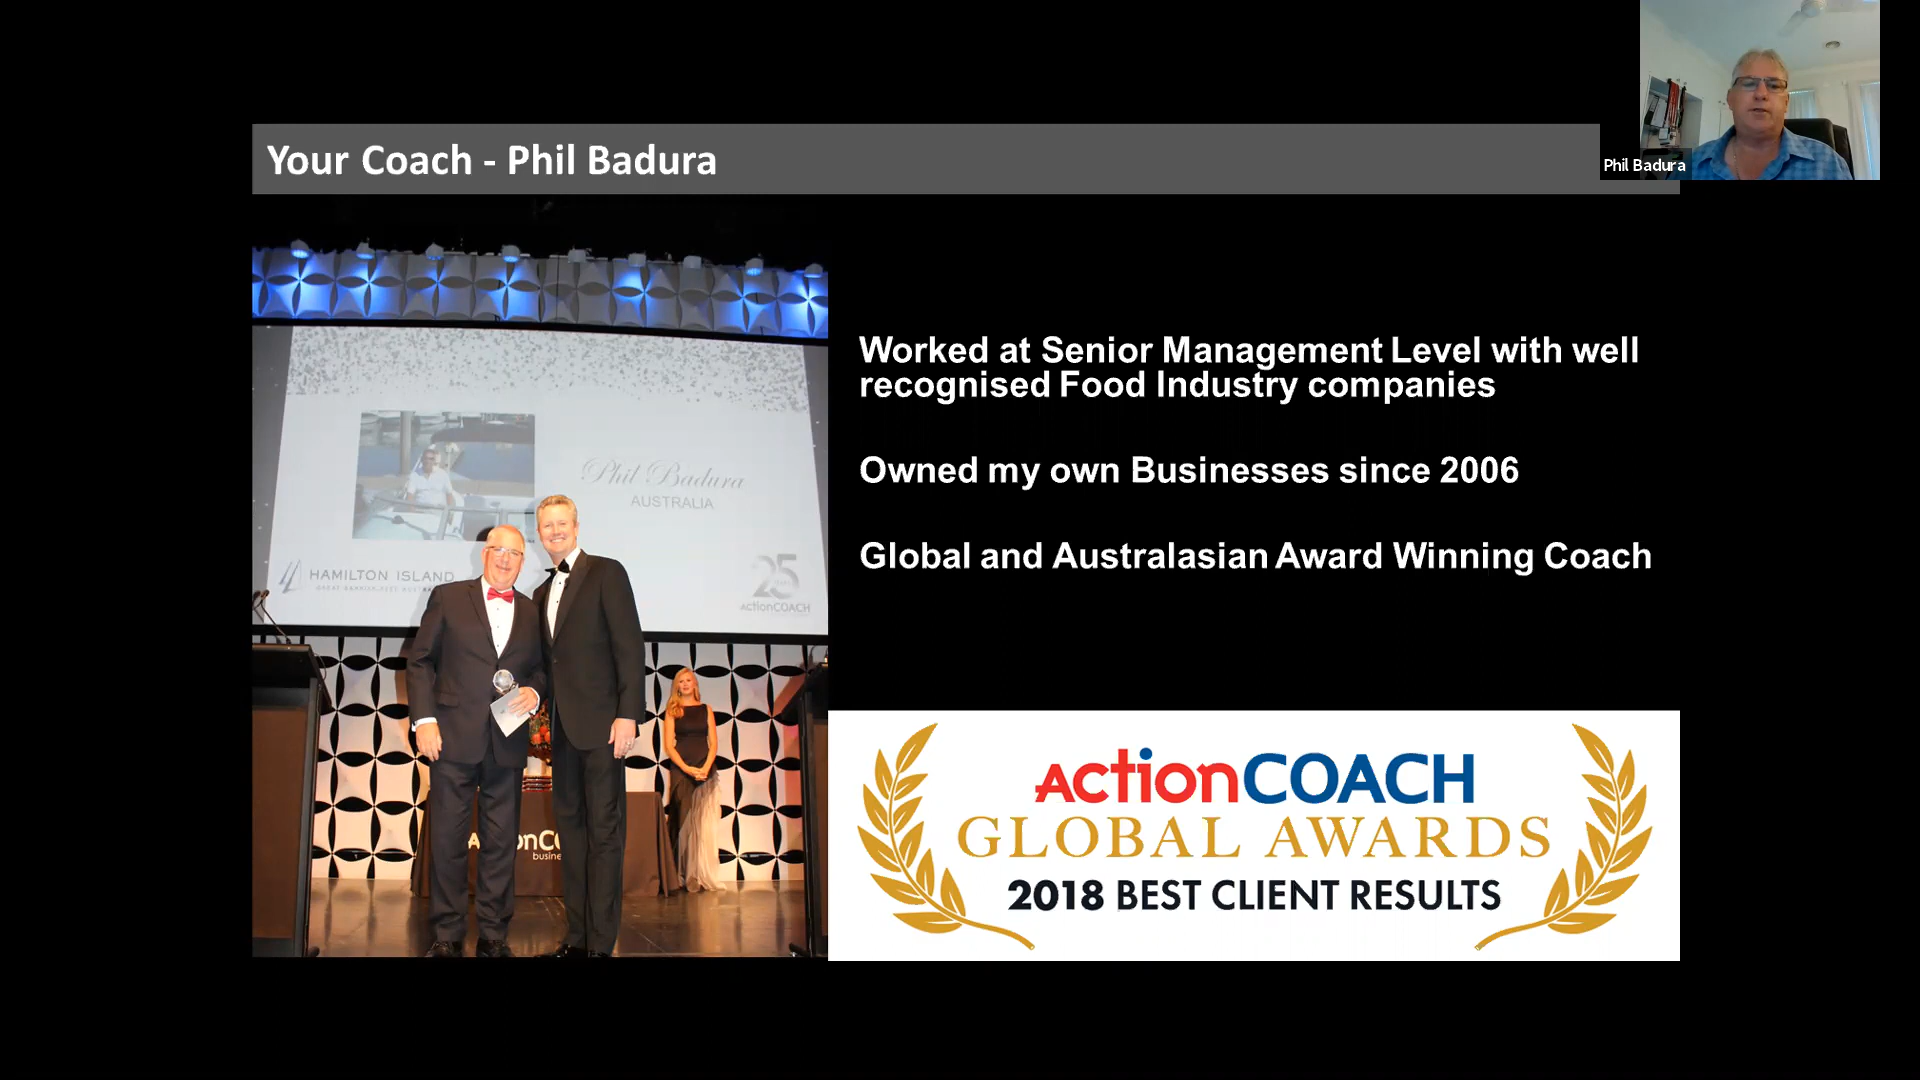 Your Coach - Phil Badura
Phil Badura
Worked at Senior Management Level with well
recognised Food Industry companies
Owned my own Businesses since 2006
Global and Australasian Award Winning Coach
Phil Badura
AUSTRALIA
HAMILTON ISLAND
25
YEARS
ActionCOACH
ActionCOACH
GLOBAL AWARDS
2018 BEST CLIENT RESULTS